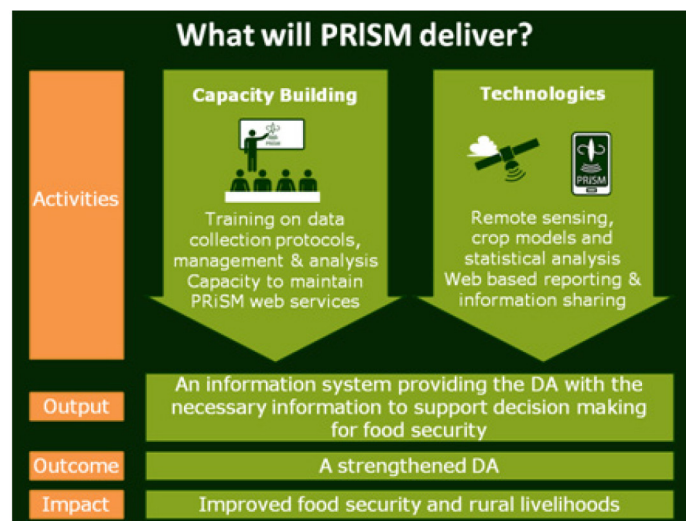 What will PRISM deliver?
Activities
Capacity Building
PRiSM
Training on data
collection protocols,
management & analysis
Capacity to maintain
PRiSM web services
Technologies
PRiSM
Remote sensing,
crop models and
statistical analysis
Web based reporting &
information sharing
Output
An information system providing the DA with the
necessary information to support decision making
for food security
Outcome
A strengthened DA
Impact
Improved food security and rural livelihoods